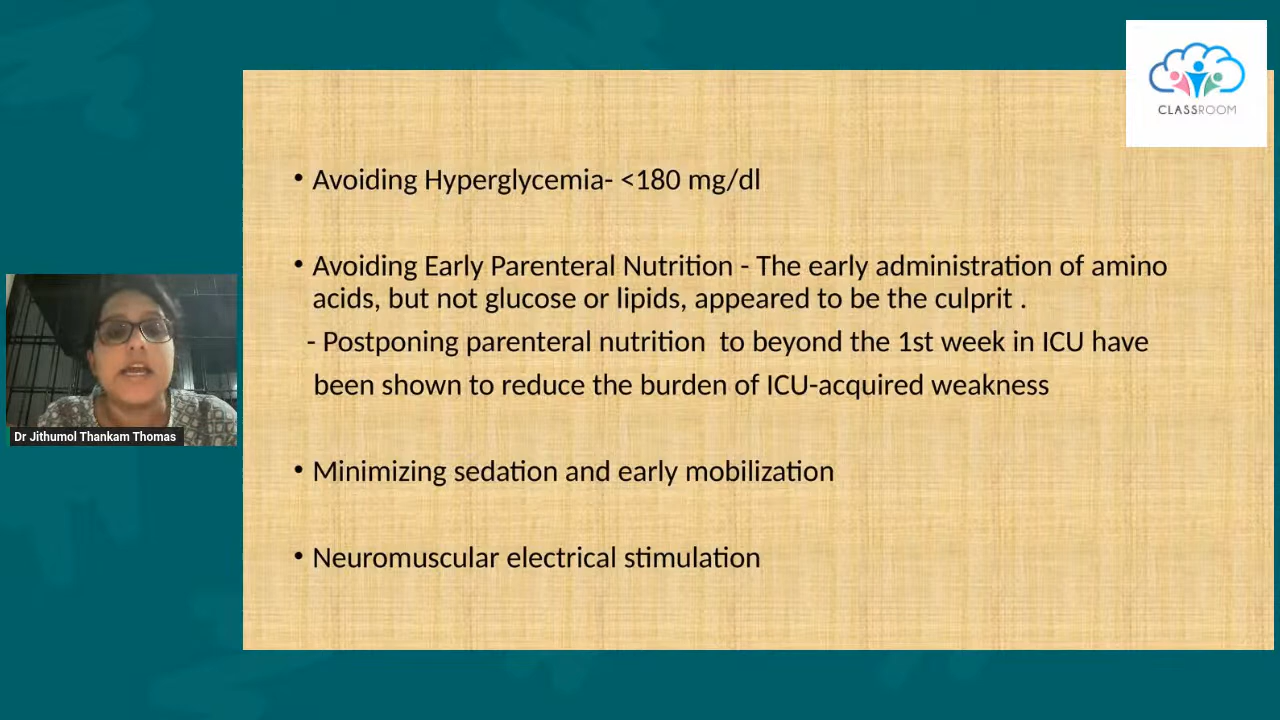 CLASSROOM
• Avoiding Hyperglycemia- <180 mg/dl
• Avoiding Early Parenteral Nutrition - The early administration of amino
acids, but not glucose or lipids, appeared to be the culprit .
- Postponing parenteral nutrition  to beyond the 1st week in ICU have
been shown to reduce the burden of ICU-acquired weakness
• Minimizing sedation and early mobilization
• Neuromuscular electrical stimulation
Dr Jithumol Thankam Thomas